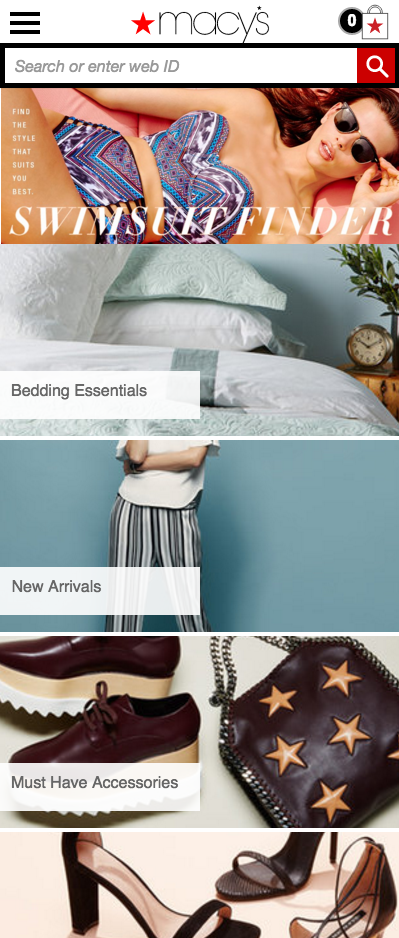 macy's
0
Search or enter web ID
FIND
THE
STYLE
THAT
SUITS
YOU
BEST.
SWIMSUIT FINDER
Bedding Essentials
New Arrivals
Must Have Accessories